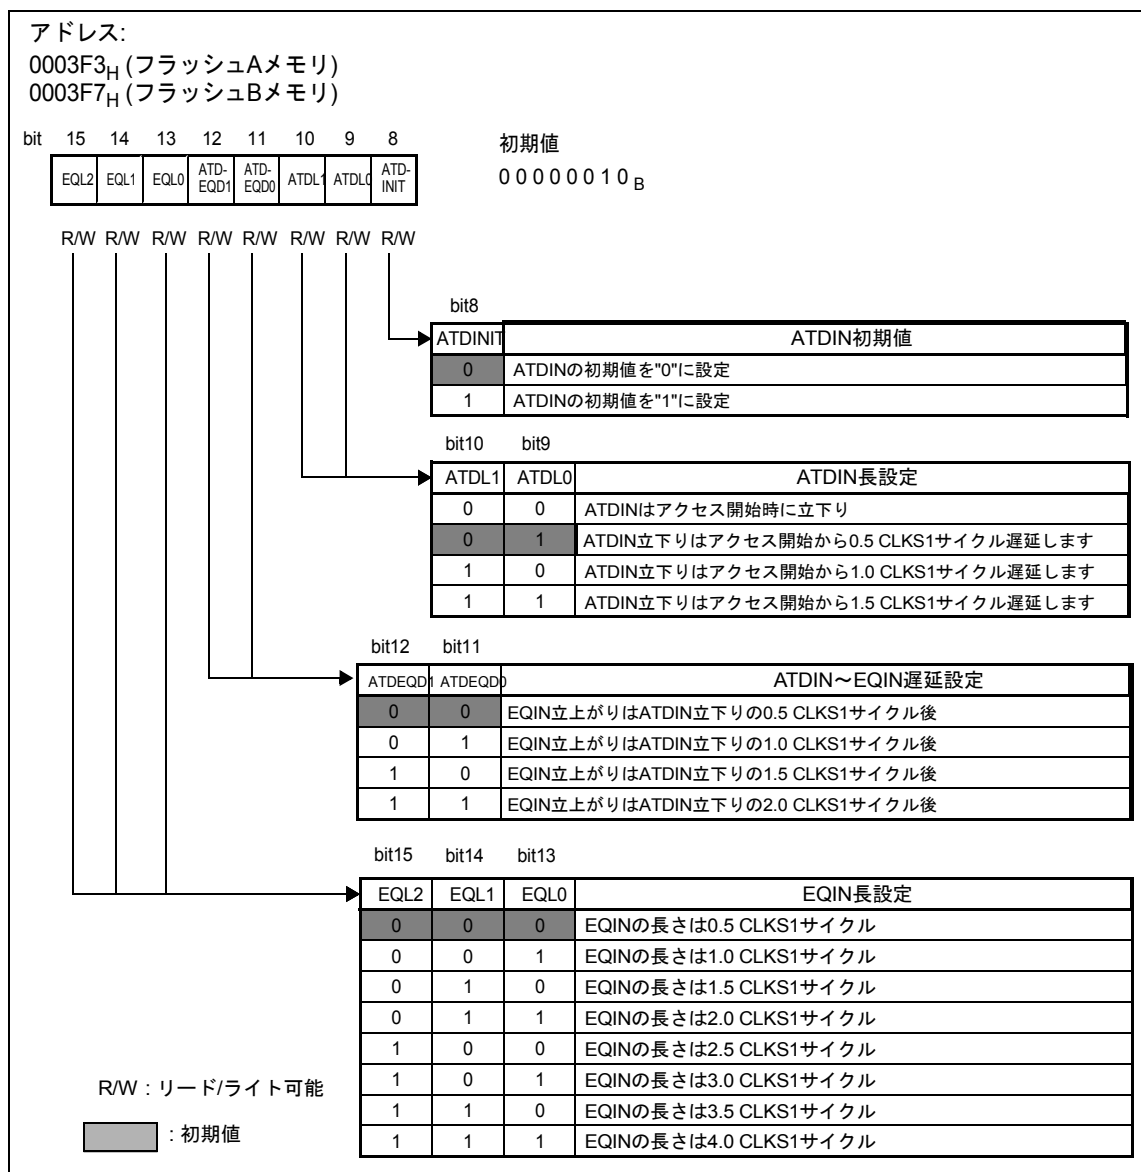 アドレス:
0003F3H (フラッシュAメモリ)
0003F7H (フラッシュBメモリ)
bit 15 14 13 12 11 10 9 8 初期値
EQL2 EQL1 EQL0 ATD-EQD1 ATD-EQD0 ATDL1 ATDL0 ATD-INIT 0 0 0 0 0 0 1 0 B
R/W R/W R/W R/W R/W R/W R/W R/W
bit8
ATDINIT ATDIN初期値
0 ATDINの初期値を"0"に設定
1 ATDINの初期値を"1"に設定
bit10 bit9
ATDL1 ATDL0 ATDIN長設定
0 0 ATDINはアクセス開始時に立下り
0 1 ATDIN立下りはアクセス開始から0.5 CLKS1サイクル遅延します
1 0 ATDIN立下りはアクセス開始から1.0 CLKS1サイクル遅延します
1 1 ATDIN立下りはアクセス開始から1.5 CLKS1サイクル遅延します
bit12 bit11
ATDEQD1 ATDEQD0 ATDIN～EQIN遅延設定
0 0 EQIN立上がりはATDIN立下りの0.5 CLKS1サイクル後
0 1 EQIN立上がりはATDIN立下りの1.0 CLKS1サイクル後
1 0 EQIN立上がりはATDIN立下りの1.5 CLKS1サイクル後
1 1 EQIN立上がりはATDIN立下りの2.0 CLKS1サイクル後
bit15 bit14 bit13
EQL2 EQL1 EQL0 EQIN長設定
0 0 0 EQINの長さは0.5 CLKS1サイクル
0 0 1 EQINの長さは1.0 CLKS1サイクル
0 1 0 EQINの長さは1.5 CLKS1サイクル
0 1 1 EQINの長さは2.0 CLKS1サイクル
1 0 0 EQINの長さは2.5 CLKS1サイクル
1 0 1 EQINの長さは3.0 CLKS1サイクル
1 1 0 EQINの長さは3.5 CLKS1サイクル
1 1 1 EQINの長さは4.0 CLKS1サイクル
R/W : リード/ライト可能
: 初期値